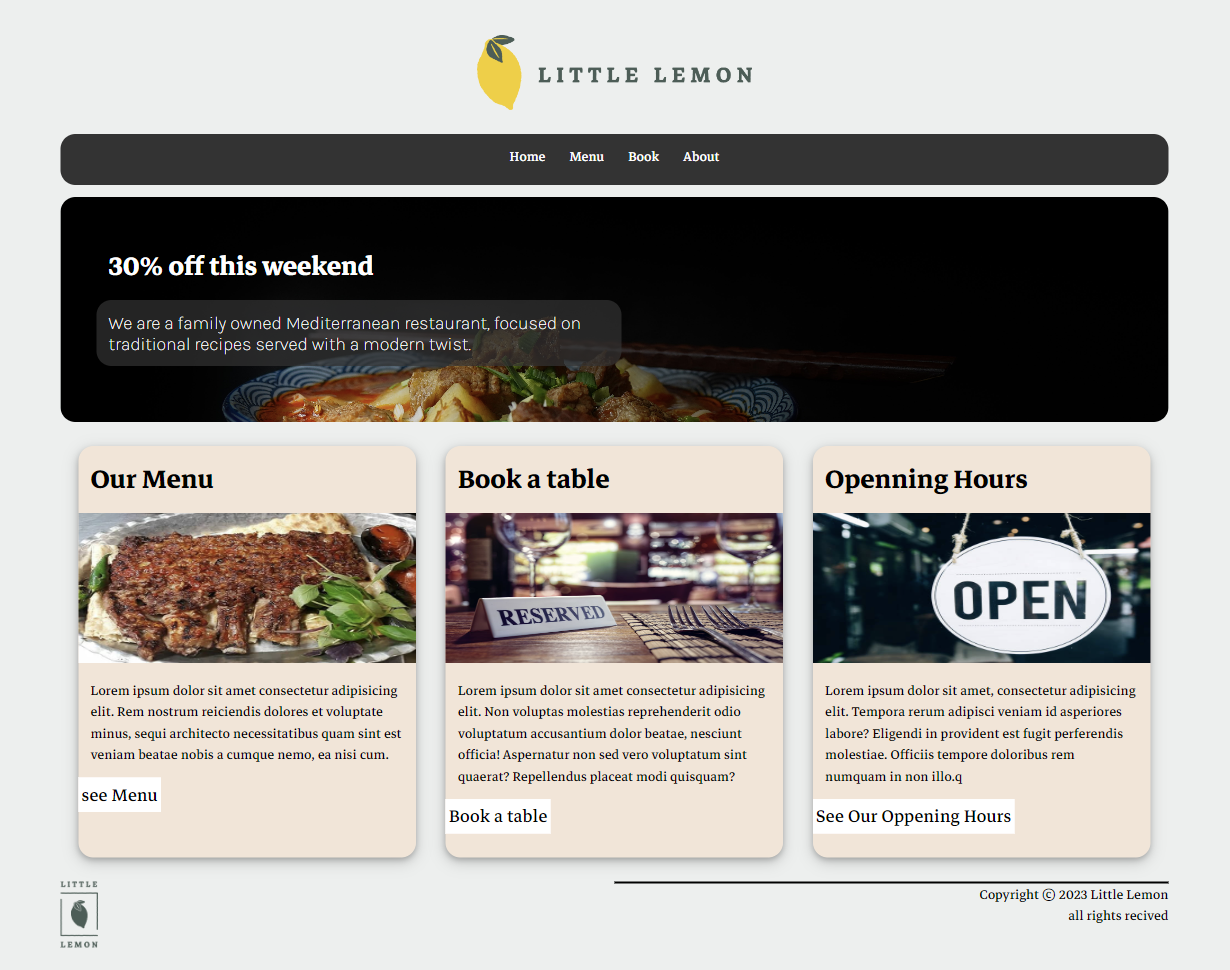 LITTLE LEMON
Home Menu Book About
30% off this weekend
We are a family owned Mediterranean restaurant, focused on
traditional recipes served with a modern twist.
Our Menu
Lorem ipsum dolor sit amet consectetur adipisicing
elit. Rem nostrum reiciendis dolores et voluptate
minus, sequi architecto necessitatibus quam sint est
veniam beatae nobis a cumque nemo, ea nisi cum.
see Menu
Book a table
RESERVED
Lorem ipsum dolor sit amet consectetur adipisicing
elit. Non voluptas molestias reprehenderit odio
voluptatum accusantium dolor beatae, nesciunt
officia! Aspernatur non sed vero voluptatum sint
quaerat? Repellendus placeat modi quisquam?
Book a table
Openning Hours
OPEN
Lorem ipsum dolor sit amet, consectetur adipisicing
elit. Tempora rerum adipisci veniam id asperiores
labore? Eligendi in provident est fugit perferendis
molestiae. Officiis tempore doloribus rem
numquam in non illo.q
See Our Oppening Hours
LITTLE
LEMON
Copyright © 2023 Little Lemon
all rights recived